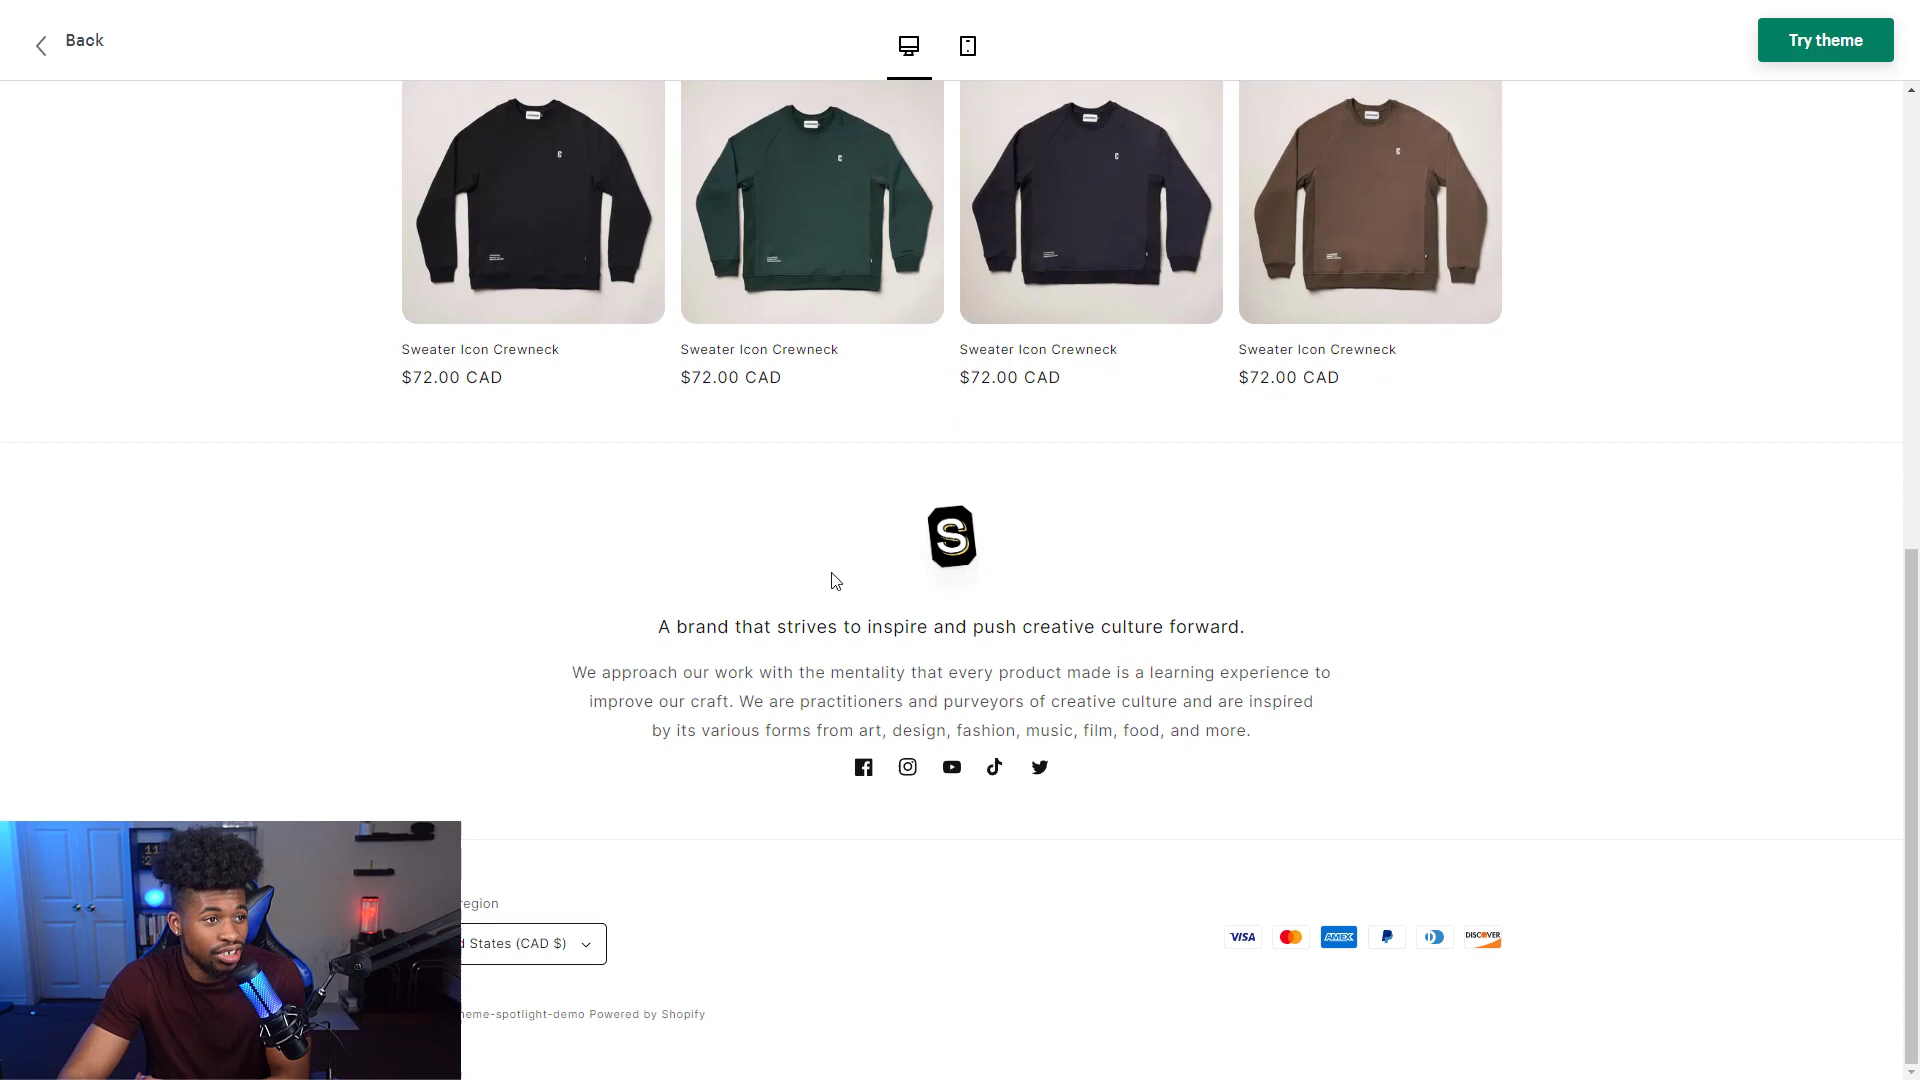 Back
Try theme
Sweater Icon Crewneck
$72.00 CAD
Sweater Icon Crewneck
$72.00 CAD
Sweater Icon Crewneck
$72.00 CAD
Sweater Icon Crewneck
$72.00 CAD
S
A brand that strives to inspire and push creative culture forward.
We approach our work with the mentality that every product made is a learning experience to
improve our craft. We are practitioners and purveyors of creative culture and are inspired
by its various forms from art, design, fashion, music, film, food, and more.
region
d States (CAD $)
VISA
AMEX
DISCOVER
heme-spotlight-demo Powered by Shopify